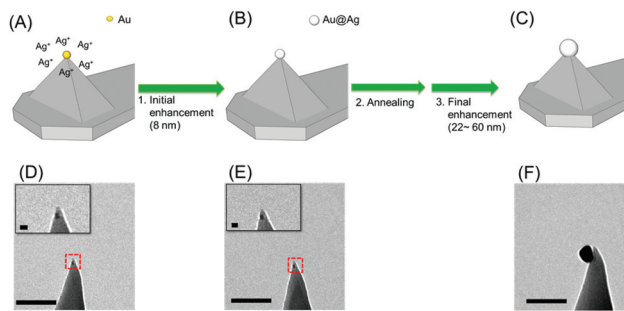 (A)
Au
(B)
Au@Ag
(C)
Ag⁺
Ag⁺
Ag⁺
Ag⁺
Ag⁺
Ag⁺
Ag⁺
1. Initial
enhancement
(8 nm)
2. Annealing
3. Final
enhancement
(22~ 60 nm)
(D)
(E)
(F)